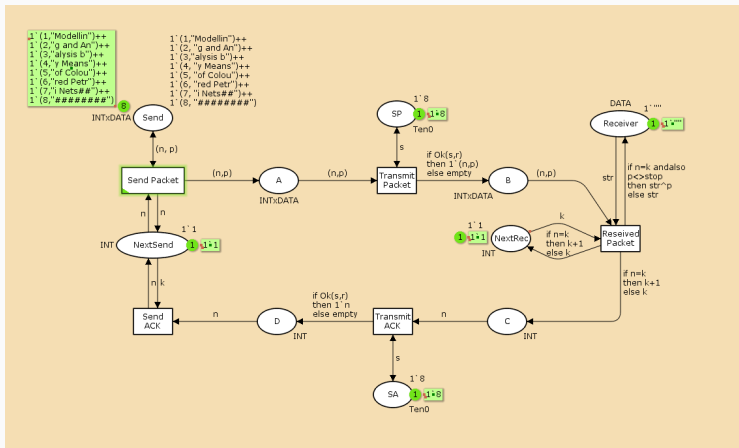 1`(1,"Modellin")++
1`(2,"g and An")++
1`(3,"alysis b")++
1`(4,"y Means")++
1`(5,"of Colou")++
1`(6,"red Petr")++
1`(7,"i Nets##")++
1`(8,"########")
8
INTxDATA
Send
1`(1,"Modellin")++
1`(2, "g and An")++
1`(3,"alysis b")++
1`(4, "y Means")++
1`(5, "of Colou")++
1`(6, "red Petr")++
1`(7,"i Nets##")++
1`(8, "########")
(n, p)
Send Packet
(n,p)
A
INTxDATA
(n,p)
1`8
SP
1
1`8
Ten0
s
Transmit
Packet
if Ok(s,r)
then 1`(n,p)
else empty
B
INTxDATA
(n,p)
DATA
1`""
Receiver
1
1`""
str
if n=k andalso
p<>stop
then str^p
else str
n
n
1`1
INT
NextSend
1
1`1
1`1
1
1`1
NextRec
INT
k
if n=k
then k+1
else k
Received
Packet
if n=k
then k+1
else k
n
k
Send
ACK
n
D
INT
if Ok(s,r)
then 1`n
else empty
Transmit
ACK
n
C
INT
s
1`8
SA
1
1`8
Ten0